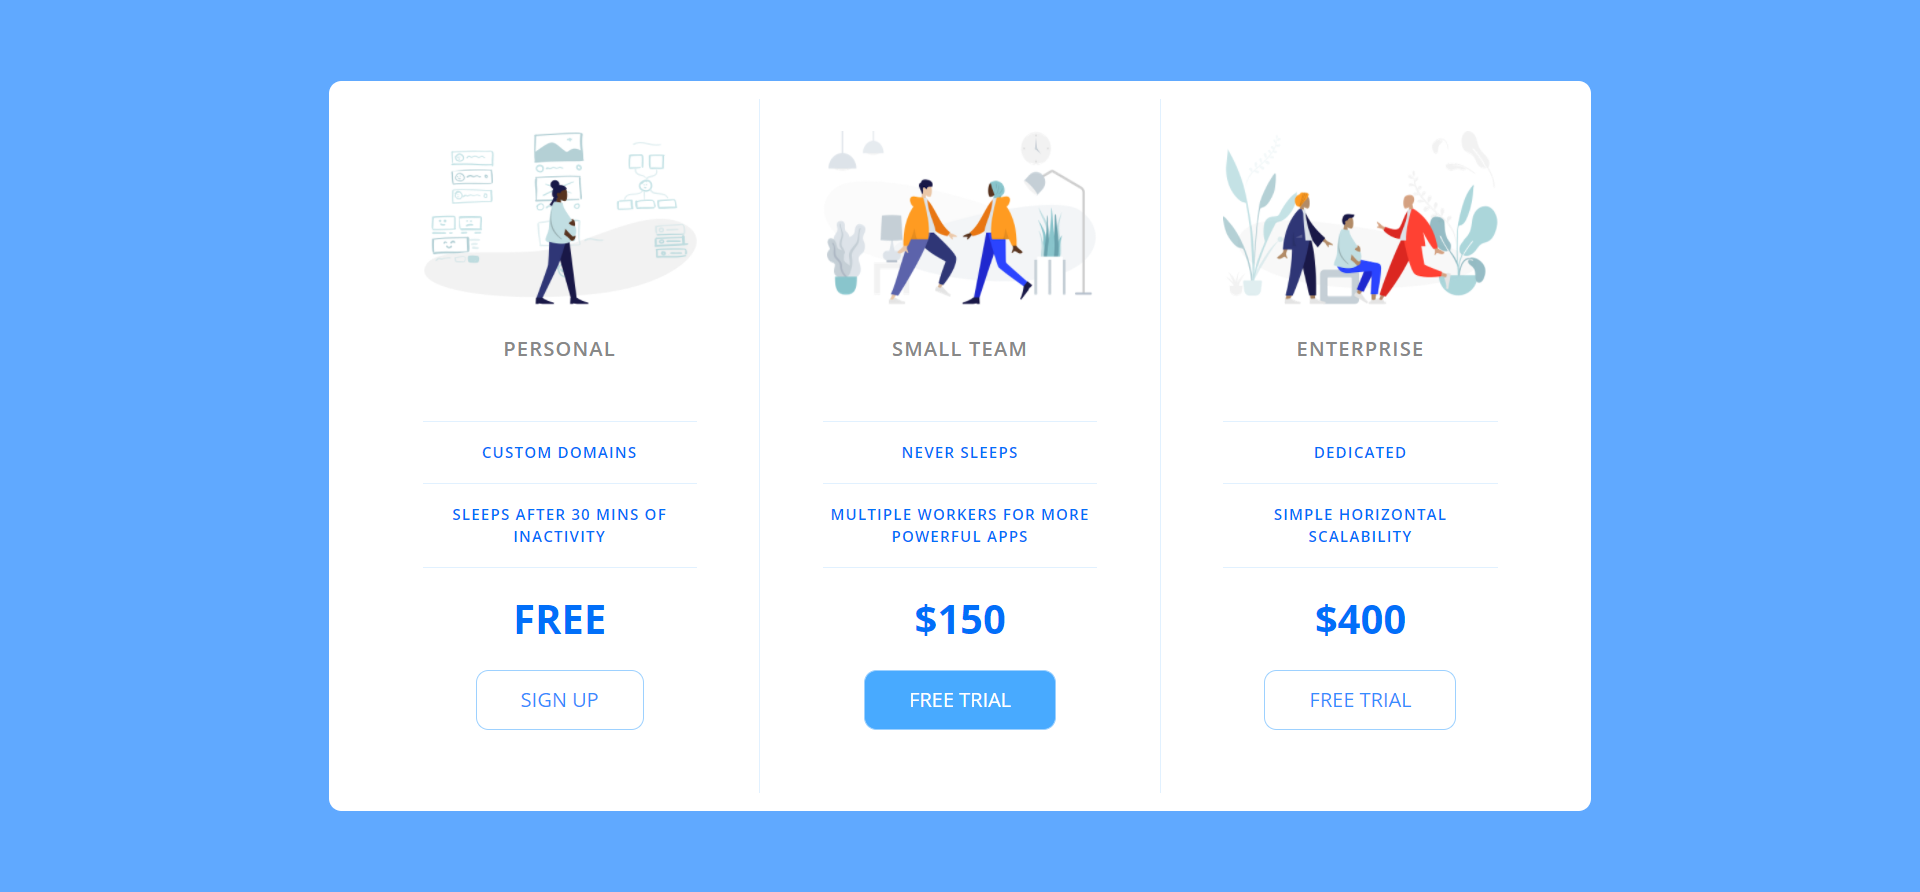 PERSONAL
CUSTOM DOMAINS
SLEEPS AFTER 30 MINS OF
INACTIVITY
FREE
SIGN UP
SMALL TEAM
NEVER SLEEPS
MULTIPLE WORKERS FOR MORE
POWERFUL APPS
$150
FREE TRIAL
ENTERPRISE
DEDICATED
SIMPLE HORIZONTAL
SCALABILITY
$400
FREE TRIAL